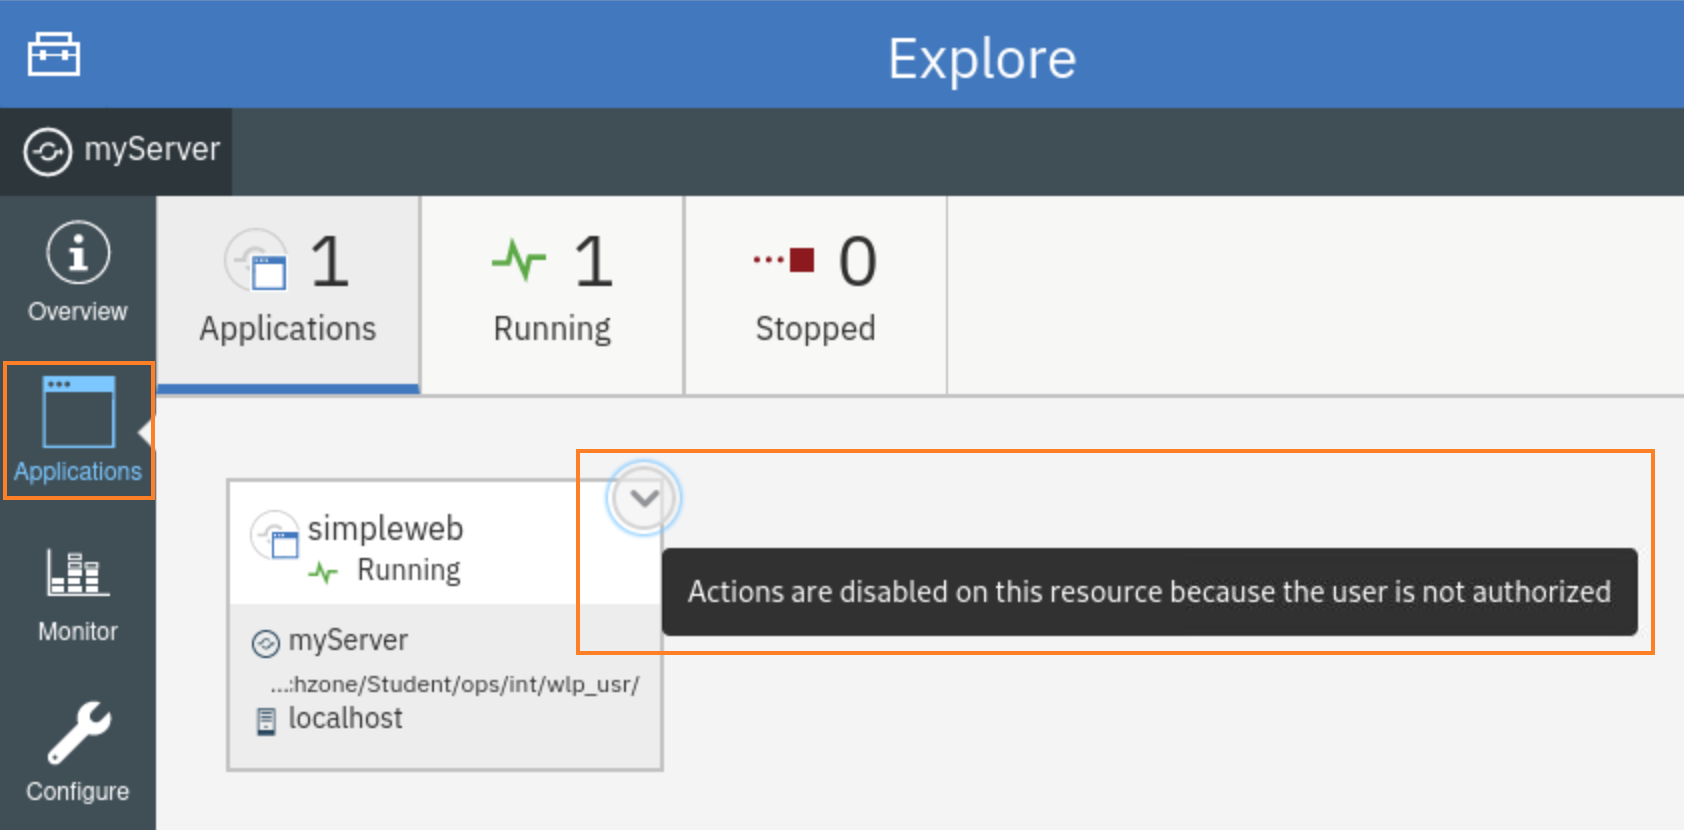 Explore
myServer
Overview
Applications
Monitor
Configure
1
Applications
1
Running
0
Stopped
simpleweb
Running
Actions are disabled on this resource because the user is not authorized
myServer
...:hzone/Student/ops/int/wlp_usr/
localhost